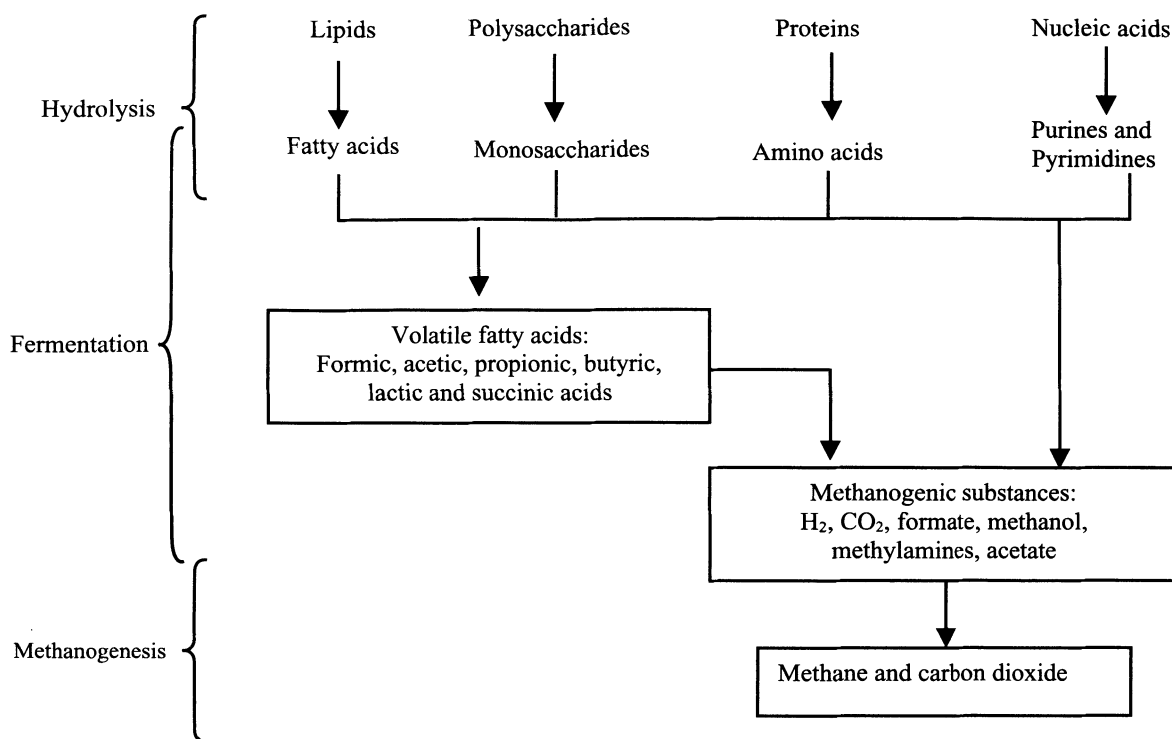 Lipids
Polysaccharides
Proteins
Nucleic acids
Hydrolysis
Fatty acids
Monosaccharides
Amino acids
Purines and
Pyrimidines
Fermentation
Volatile fatty acids:
Formic, acetic, propionic, butyric,
lactic and succinic acids
Methanogenic substances:
H₂, CO₂, formate, methanol,
methylamines, acetate
Methanogenesis
Methane and carbon dioxide